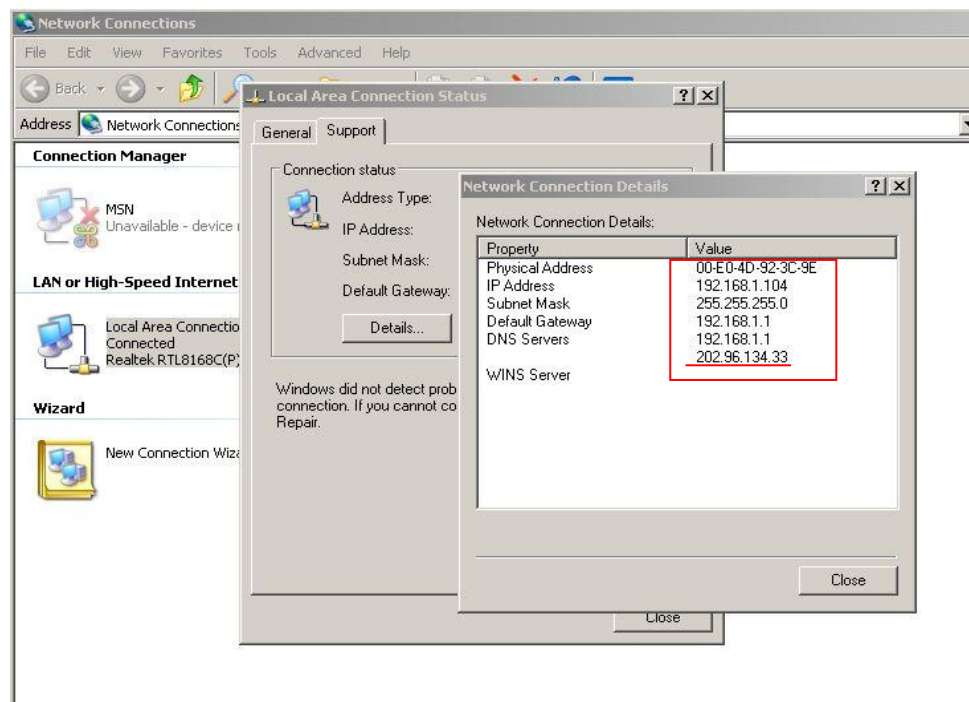 Network Connections
File Edit View Favorites Tools Advanced Help
Back
Address Network Connections
Connection Manager
MSN
Unavailable - device
LAN or High-Speed Internet
Local Area Connectio
Connected
Realtek RTL8168C(P)
Wizard
New Connection Wiza
Local Area Connection Status
General Support
Connection status
Address Type:
IP Address:
Subnet Mask:
Default Gateway:
Details...
Windows did not detect prob
connection. If you cannot co
Repair.
Close
Network Connection Details
Network Connection Details:
Property Value
Physical Address 00-E0-4D-92-3C-9E
IP Address 192.168.1.104
Subnet Mask 255.255.255.0
Default Gateway 192.168.1.1
DNS Servers 192.168.1.1
202.96.134.33
WINS Server
Close